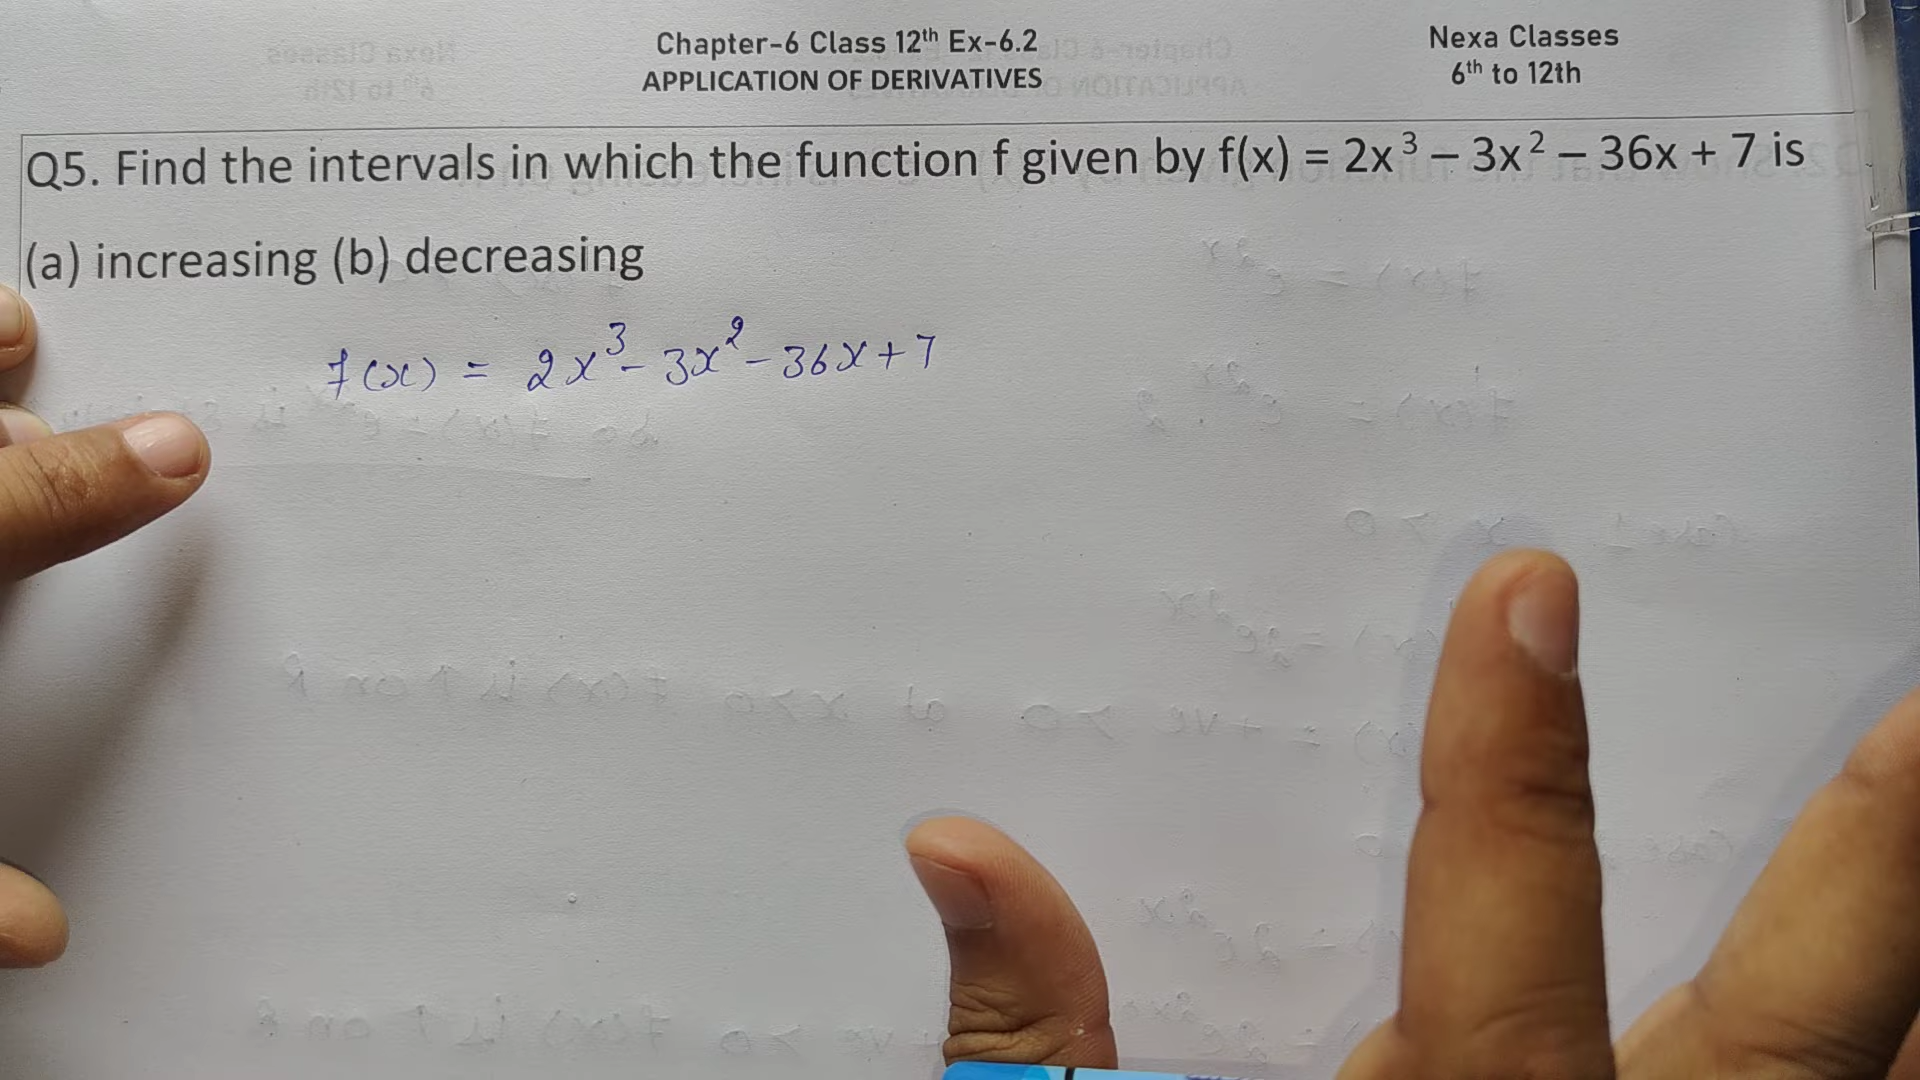 Chapter-6 Class 12th Ex-6.2
APPLICATION OF DERIVATIVES
Nexa Classes
6th to 12th
Q5. Find the intervals in which the function f given by f(x) = 2x³ – 3x² – 36x + 7 is
(a) increasing (b) decreasing
f(x) = 2x³ - 3x² - 36x + 7